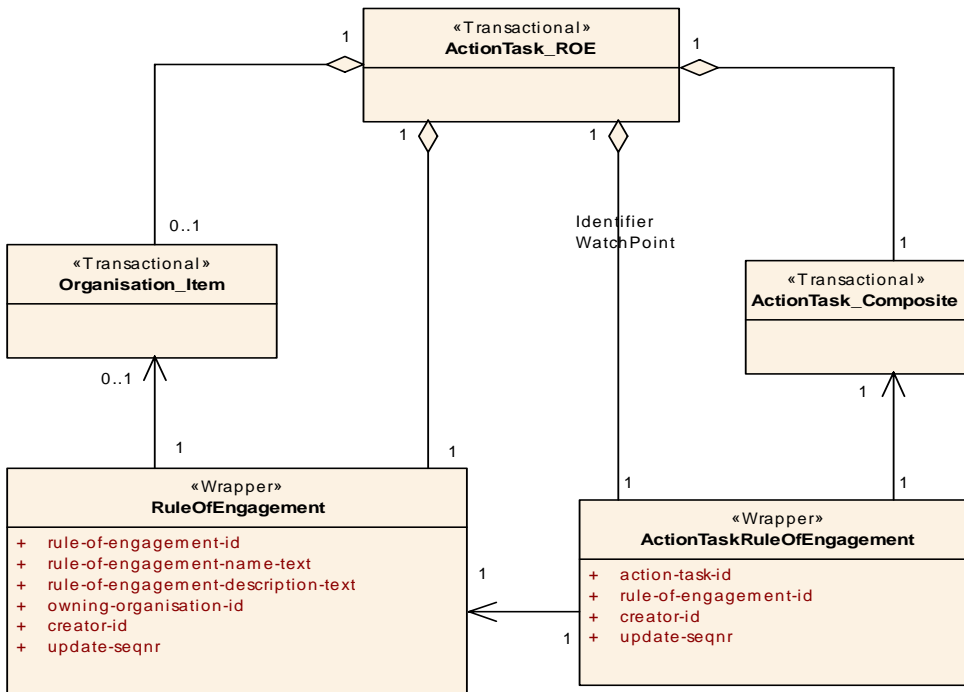 «Transactional»
ActionTask_ROE
1
1
1
1
Identifier
WatchPoint
0..1
1
«Transactional»
Organisation_Item
«Transactional»
ActionTask_Composite
0..1
1
1
1
1
1
«Wrapper»
RuleOfEngagement
+ rule-of-engagement-id
+ rule-of-engagement-name-text
+ rule-of-engagement-description-text
+ owning-organisation-id
+ creator-id
+ update-seqnr
«Wrapper»
ActionTaskRuleOfEngagement
+ action-task-id
+ rule-of-engagement-id
+ creator-id
+ update-seqnr
1
1